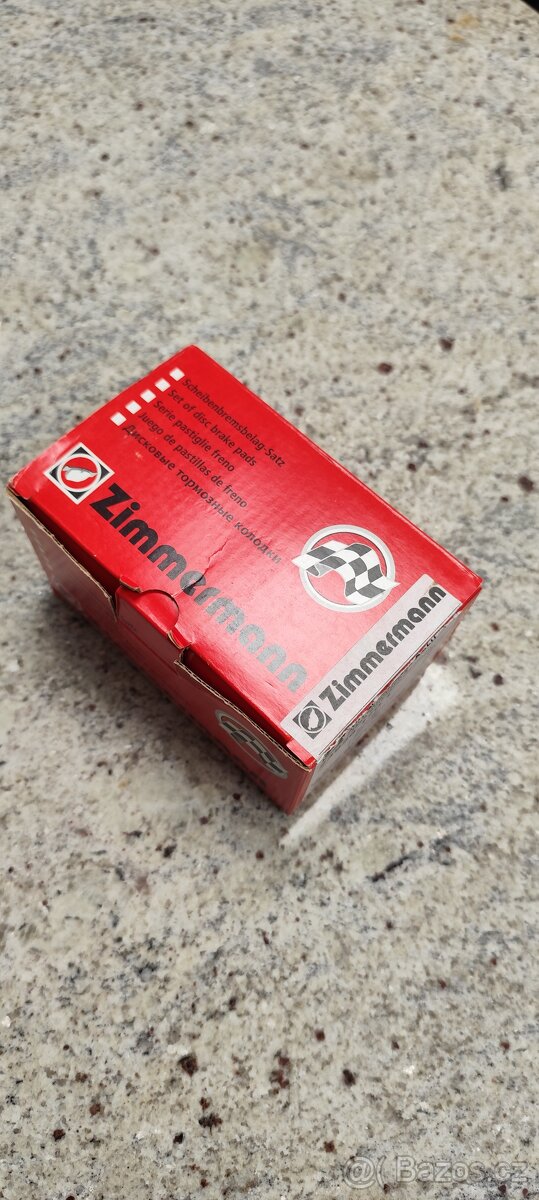 Scheibenbremsbelag-Satz
Set of disc brake pads
Serie pastiglie freno
Juego de pastillas de freno
Дисковые тормозные колодки
Zimmermann
Zimmermann
@ Bazos.cz